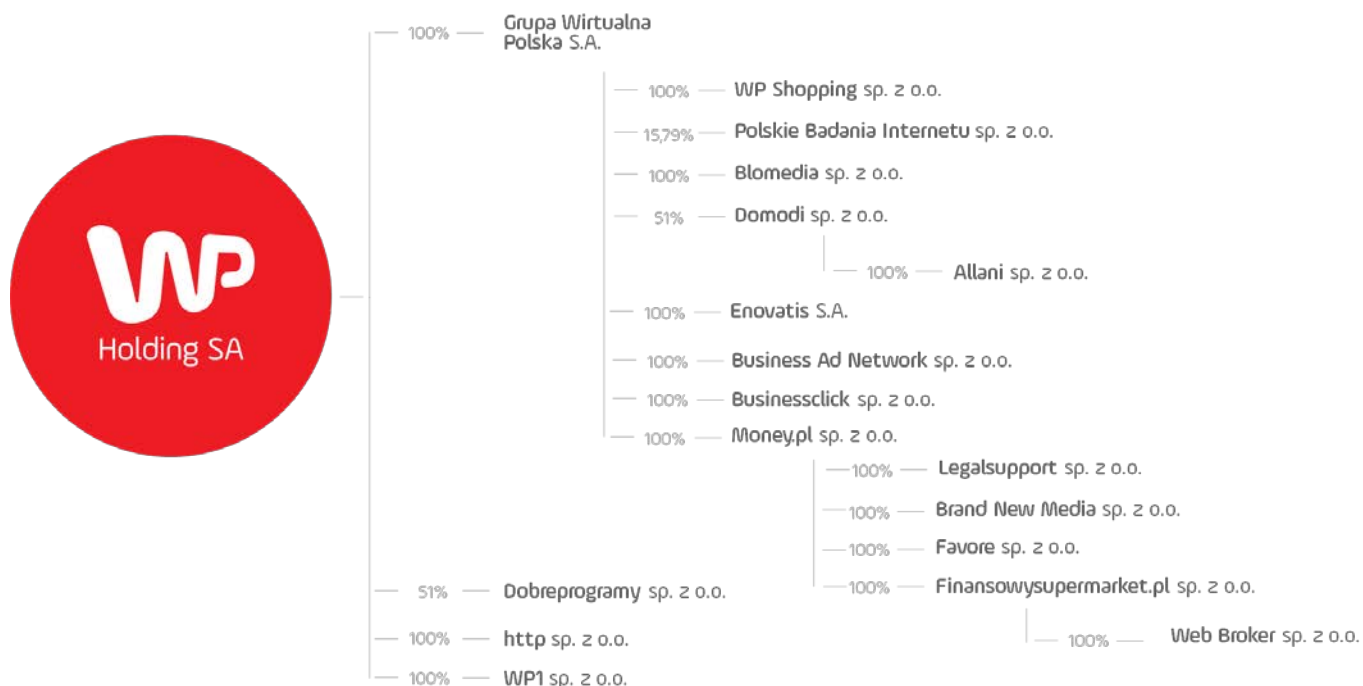 100%
Grupa Wirtualna
Polska S.A.
100% WP Shopping sp. z o.o.
15,79% Polskie Badania Internetu sp. z o.o.
100% Blomedia sp. z o.o.
51% Domodi sp. z o.o.
100% Allani sp. z o.o.
WP
Holding SA
100% Enovatis S.A.
100% Business Ad Network sp. z o.o.
100% Businessclick sp. z o.o.
100% Money.pl sp. z o.o.
100% Legalsupport sp. z o.o.
100% Brand New Media sp. z o.o.
100% Favore sp. z o.o.
100% Finansowysupermarket.pl sp. z o.o.
100% Web Broker sp. z o.o.
51% Dobreprogramy sp. z o.o.
100% http sp. z o.o.
100% WP1 sp. z o.o.